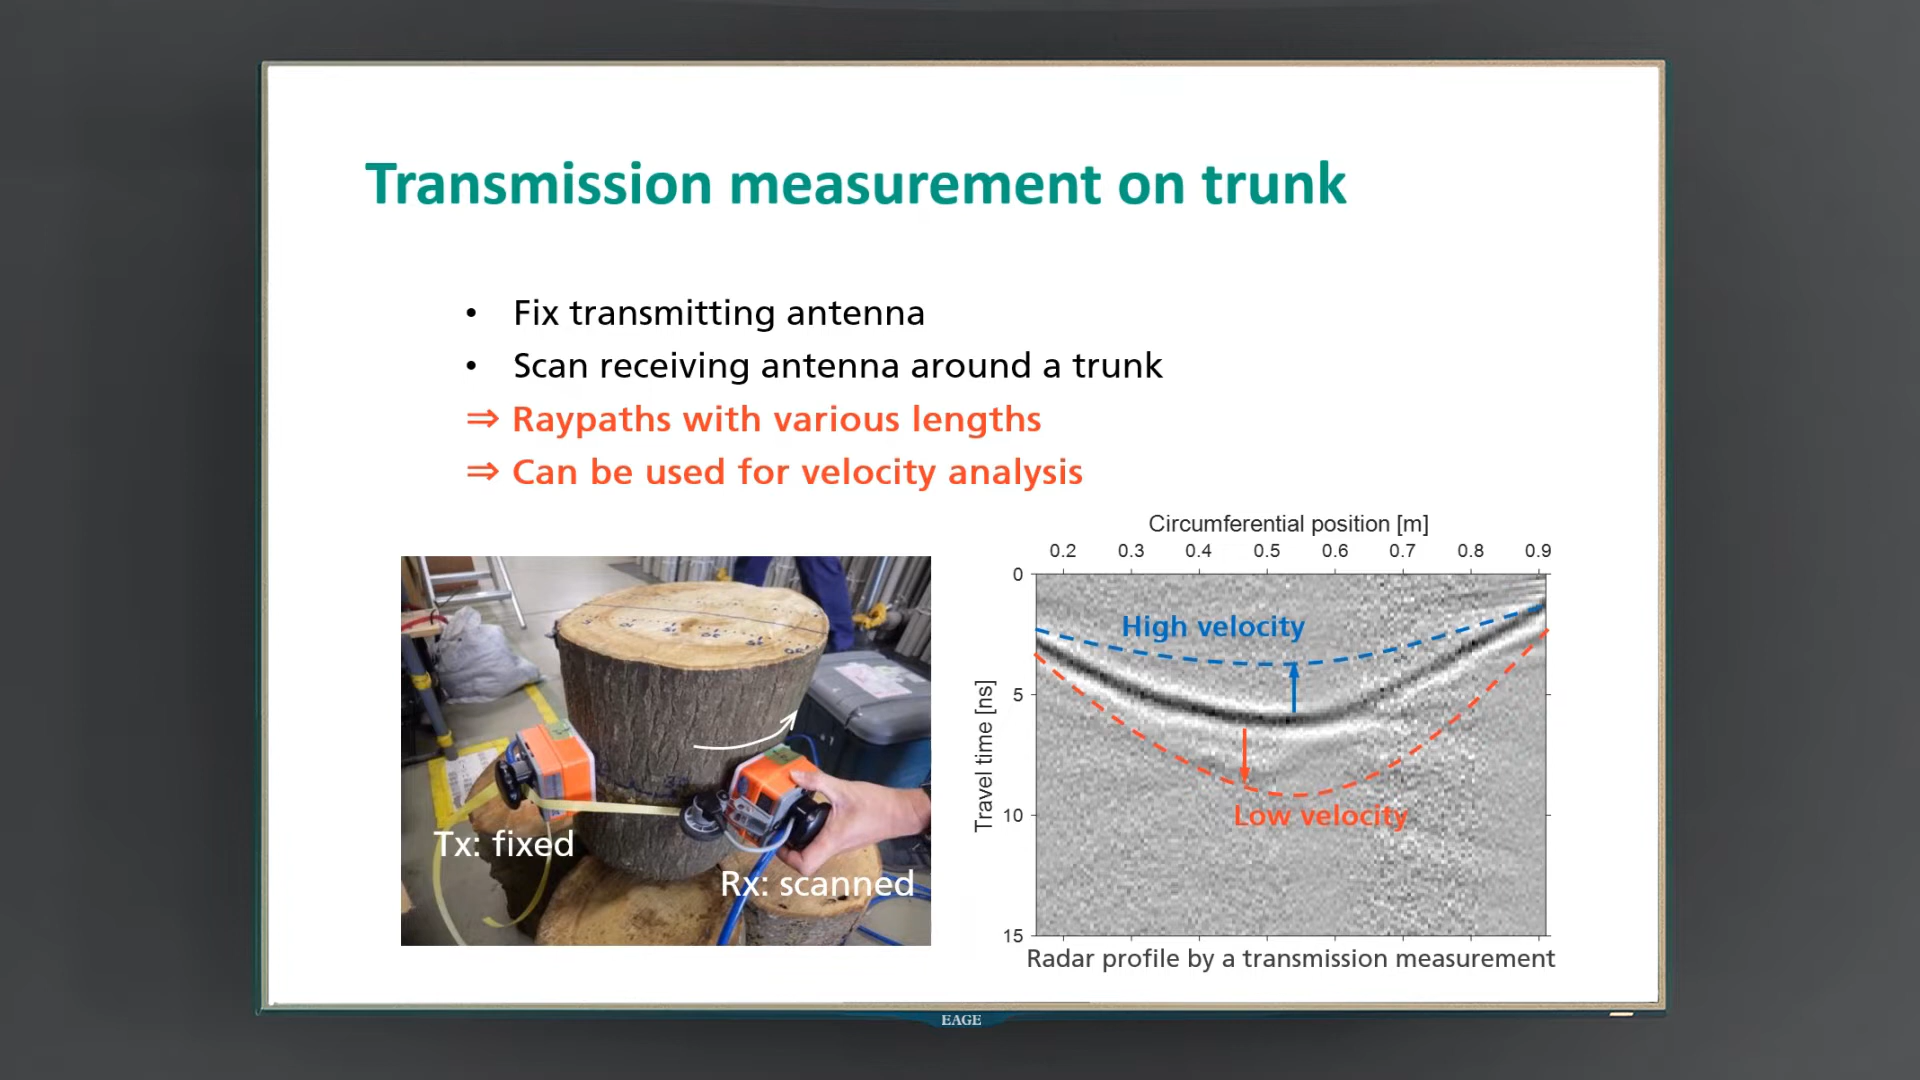 Transmission measurement on trunk
• Fix transmitting antenna
• Scan receiving antenna around a trunk
⇒ Raypaths with various lengths
⇒ Can be used for velocity analysis
Tx: fixed
Rx: scanned
Circumferential position [m]
0.2 0.3 0.4 0.5 0.6 0.7 0.8 0.9
0
5
10
15
Travel time [ns]
High velocity
Low velocity
Radar profile by a transmission measurement
EAGE